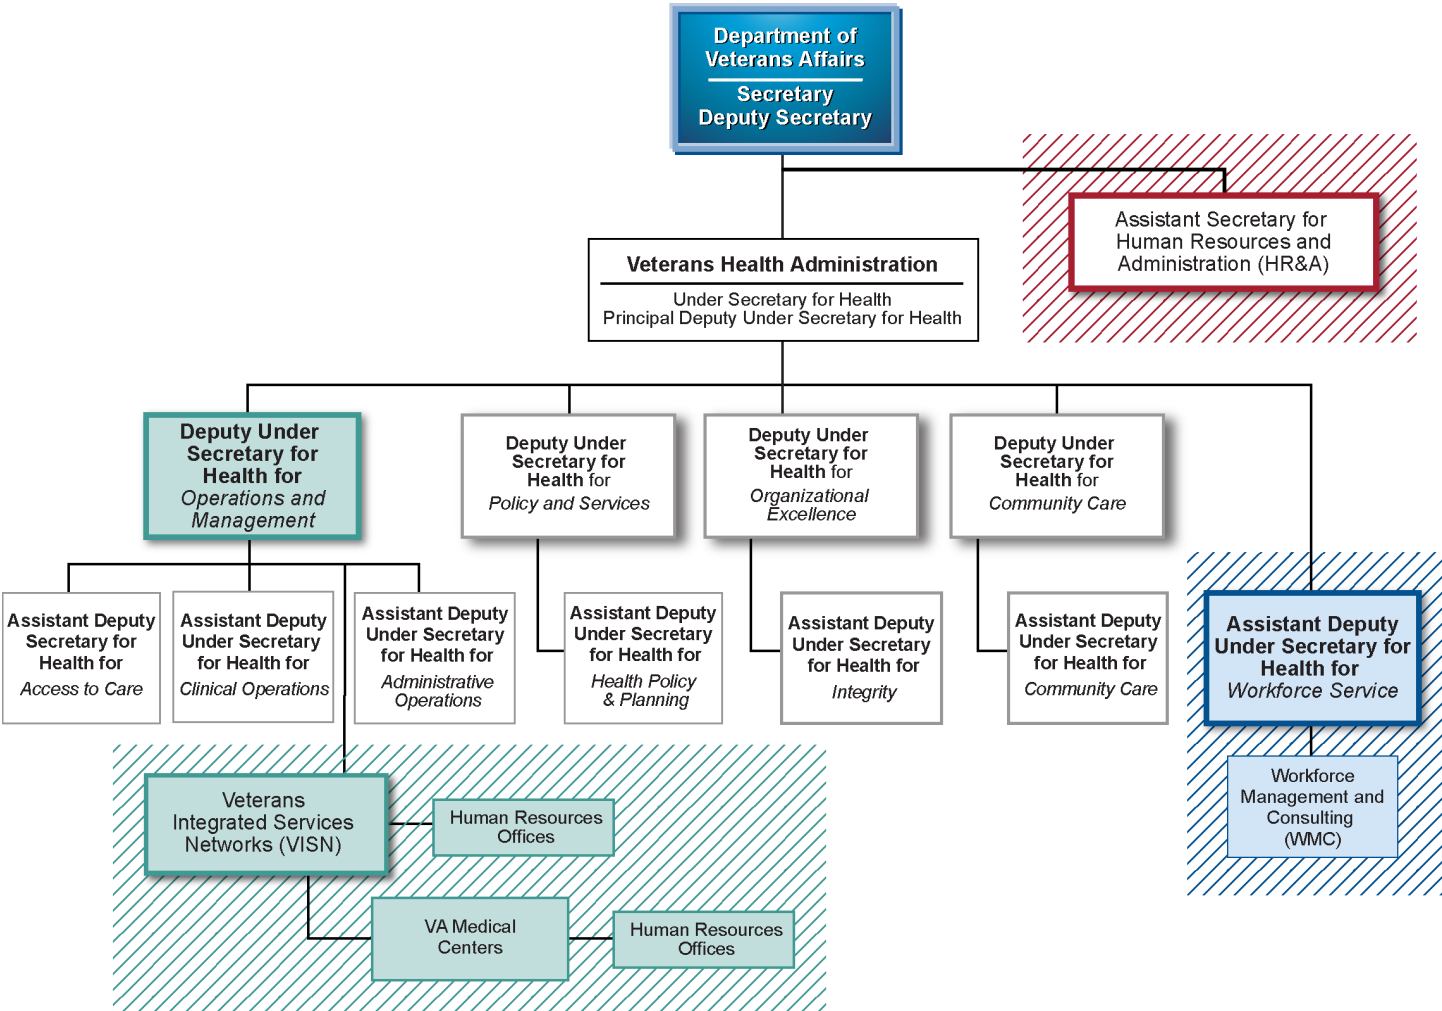 Department of
Veterans Affairs
Secretary
Deputy Secretary
Assistant Secretary for
Human Resources and
Administration (HR&A)
Veterans Health Administration
Under Secretary for Health
Principal Deputy Under Secretary for Health
Deputy Under
Secretary for
Health for
Operations and
Management
Deputy Under
Secretary for
Health for
Policy and Services
Deputy Under
Secretary for
Health for
Organizational
Excellence
Deputy Under
Secretary for
Health for
Community Care
Assistant Deputy
Secretary for
Health for
Access to Care
Assistant Deputy
Under Secretary
for Health for
Clinical Operations
Assistant Deputy
Under Secretary
for Health for
Administrative
Operations
Assistant Deputy
Under Secretary
for Health for
Health Policy
& Planning
Assistant Deputy
Under Secretary
for Health for
Integrity
Assistant Deputy
Under Secretary
for Health for
Community Care
Assistant Deputy
Under Secretary for
Health for
Workforce Service
Veterans
Integrated Services
Networks (VISN)
Human Resources
Offices
Workforce
Management and
Consulting
(WMC)
VA Medical
Centers
Human Resources
Offices